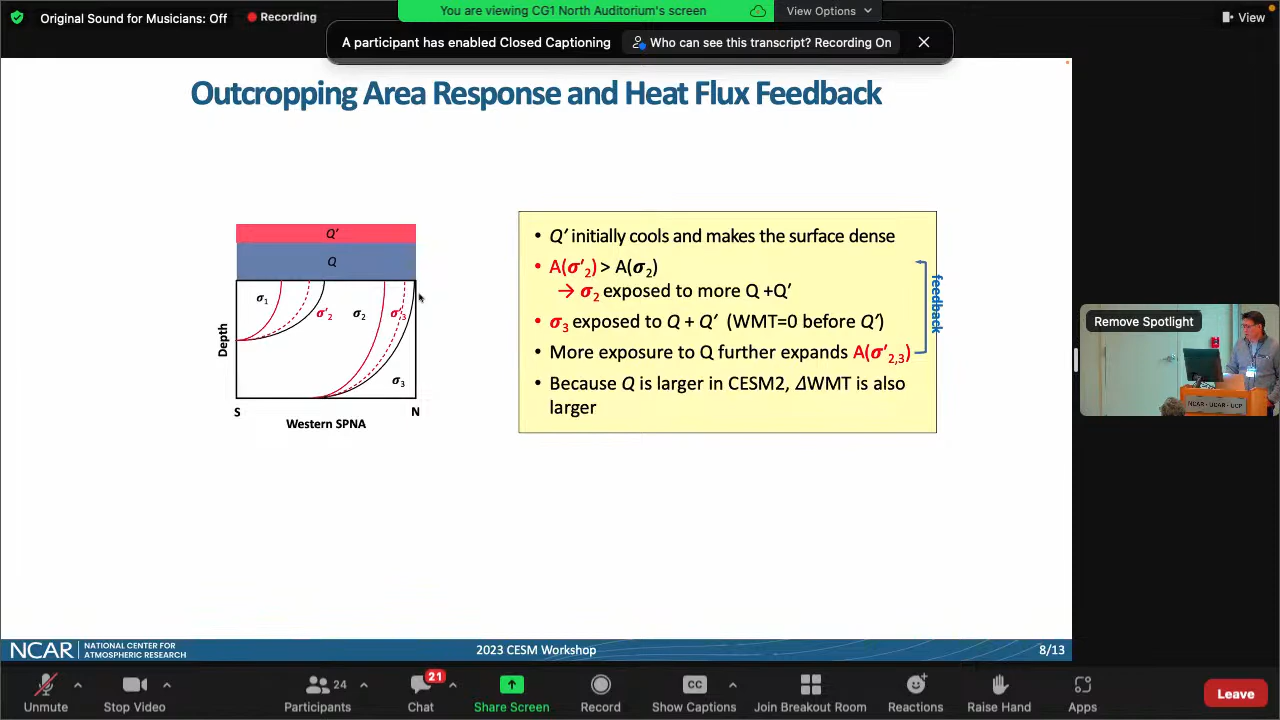 Original Sound for Musicians: Off
Recording
You are viewing CG1 North Auditorium's screen
View Options
View
A participant has enabled Closed Captioning
Who can see this transcript? Recording On
Outcropping Area Response and Heat Flux Feedback
Q′
Q
σ1
σ′2
σ2
σ′3
σ3
Depth
S
N
Western SPNA
• Q′ initially cools and makes the surface dense
• A(σ′2) > A(σ2)
→ σ2 exposed to more Q +Q′
• σ3 exposed to Q + Q′ (WMT=0 before Q′)
• More exposure to Q further expands A(σ′2,3)
• Because Q is larger in CESM2, ΔWMT is also
larger
feedback
Remove Spotlight
NCAR - UCAR - UCP
NCAR
NATIONAL CENTER FOR
ATMOSPHERIC RESEARCH
2023 CESM Workshop
8/13
Unmute
Stop Video
24
Participants
21
Chat
Share Screen
Record
CC
Show Captions
Join Breakout Room
Reactions
Raise Hand
Apps
Leave